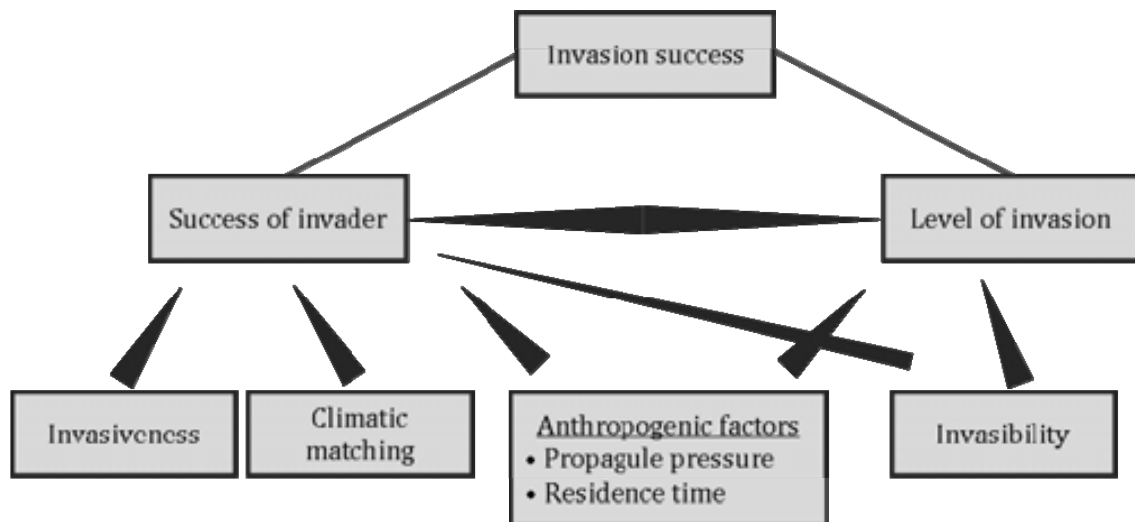 Invasion success
Success of invader
Level of invasion
Invasiveness
Climatic
matching
Anthropogenic factors
• Propagule pressure
• Residence time
Invasibility